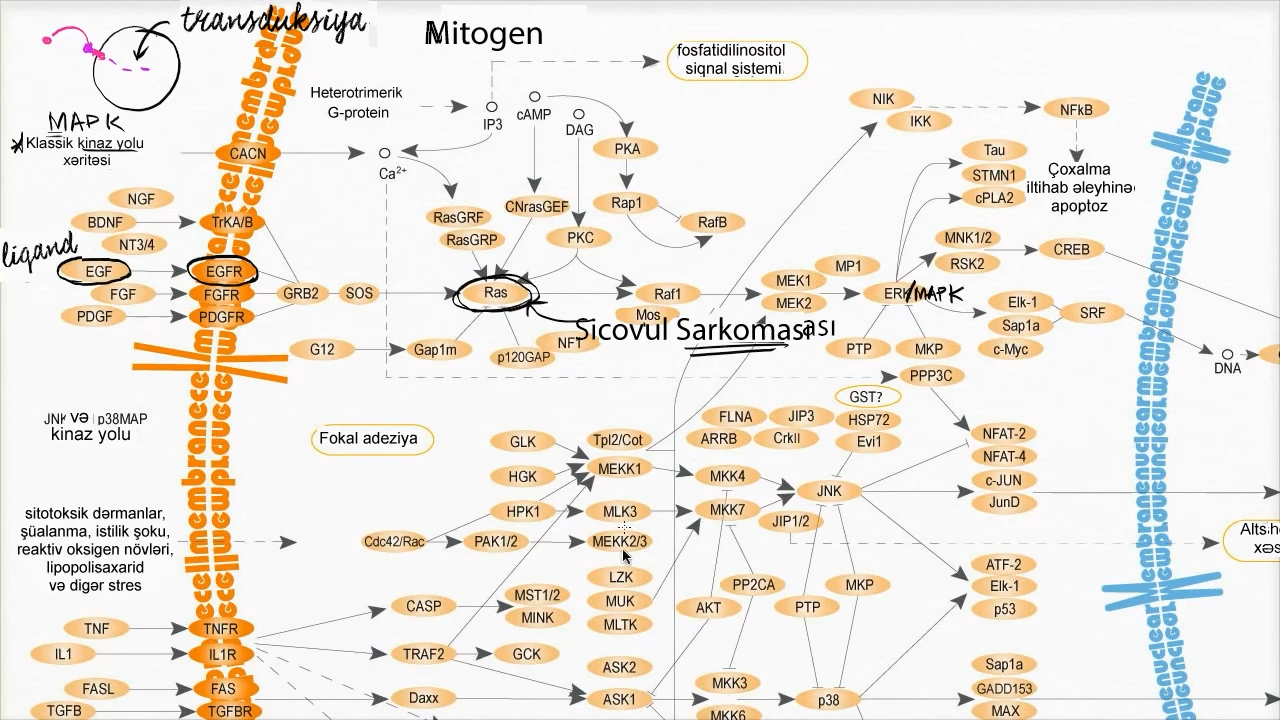 transduksiya
Mitogen
fosfatidilinositol
siqnal sistemi
Heterotrimerik
G-protein
IP3
cAMP
DAG
NIK
IKK
NFkB
MAPK
Klassik kinaz yolu
xəritəsi
CACN
Ca²⁺
PKA
Tau
STMN1
cPLA2
Çoxalma
iltihab əleyhinə
apoptoz
NGF
BDNF
NT3/4
TrKA/B
RasGRF
RasGRP
CNrasGEF
PKC
Rap1
RafB
MNK1/2
RSK2
CREB
liqand
EGF
EGFR
FGF
FGFR
PDGF
PDGFR
GRB2
SOS
Ras
Raf1
Mos
MEK1
MEK2
MP1
/MAPK
Elk-1
Sap1a
c-Myc
SRF
DNA
Sicovul Sarkoması
ası
G12
Gap1m
p120GAP
PTP
MKP
PPP3C
JNK və p38MAP
kinaz yolu
Fokal adeziya
GLK
HGK
HPK1
Cdc42/Rac
PAK1/2
Tpl2/Cot
MEKK1
MLK3
MEKK2/3
LZK
MUK
MLTK
ASK2
ASK1
FLNA
ARRB
JIP3
CrkII
GST?
HSP72
Evi1
MKK4
MKK7
JNK
JIP1/2
NFAT-2
NFAT-4
c-JUN
JunD
sitotoksik dərmanlar,
şüalanma, istilik şoku,
reaktiv oksigen növləri,
lipopolisaxarid
və digər stres
ATF-2
Elk-1
p53
AKT
PP2CA
PTP
MKP
CASP
MST1/2
MINK
TNF
TNFR
IL1
IL1R
TRAF2
GCK
FASL
FAS
Daxx
TGFB
TGFBR
MKK3
MKK6
p38
Sap1a
GADD153
MAX